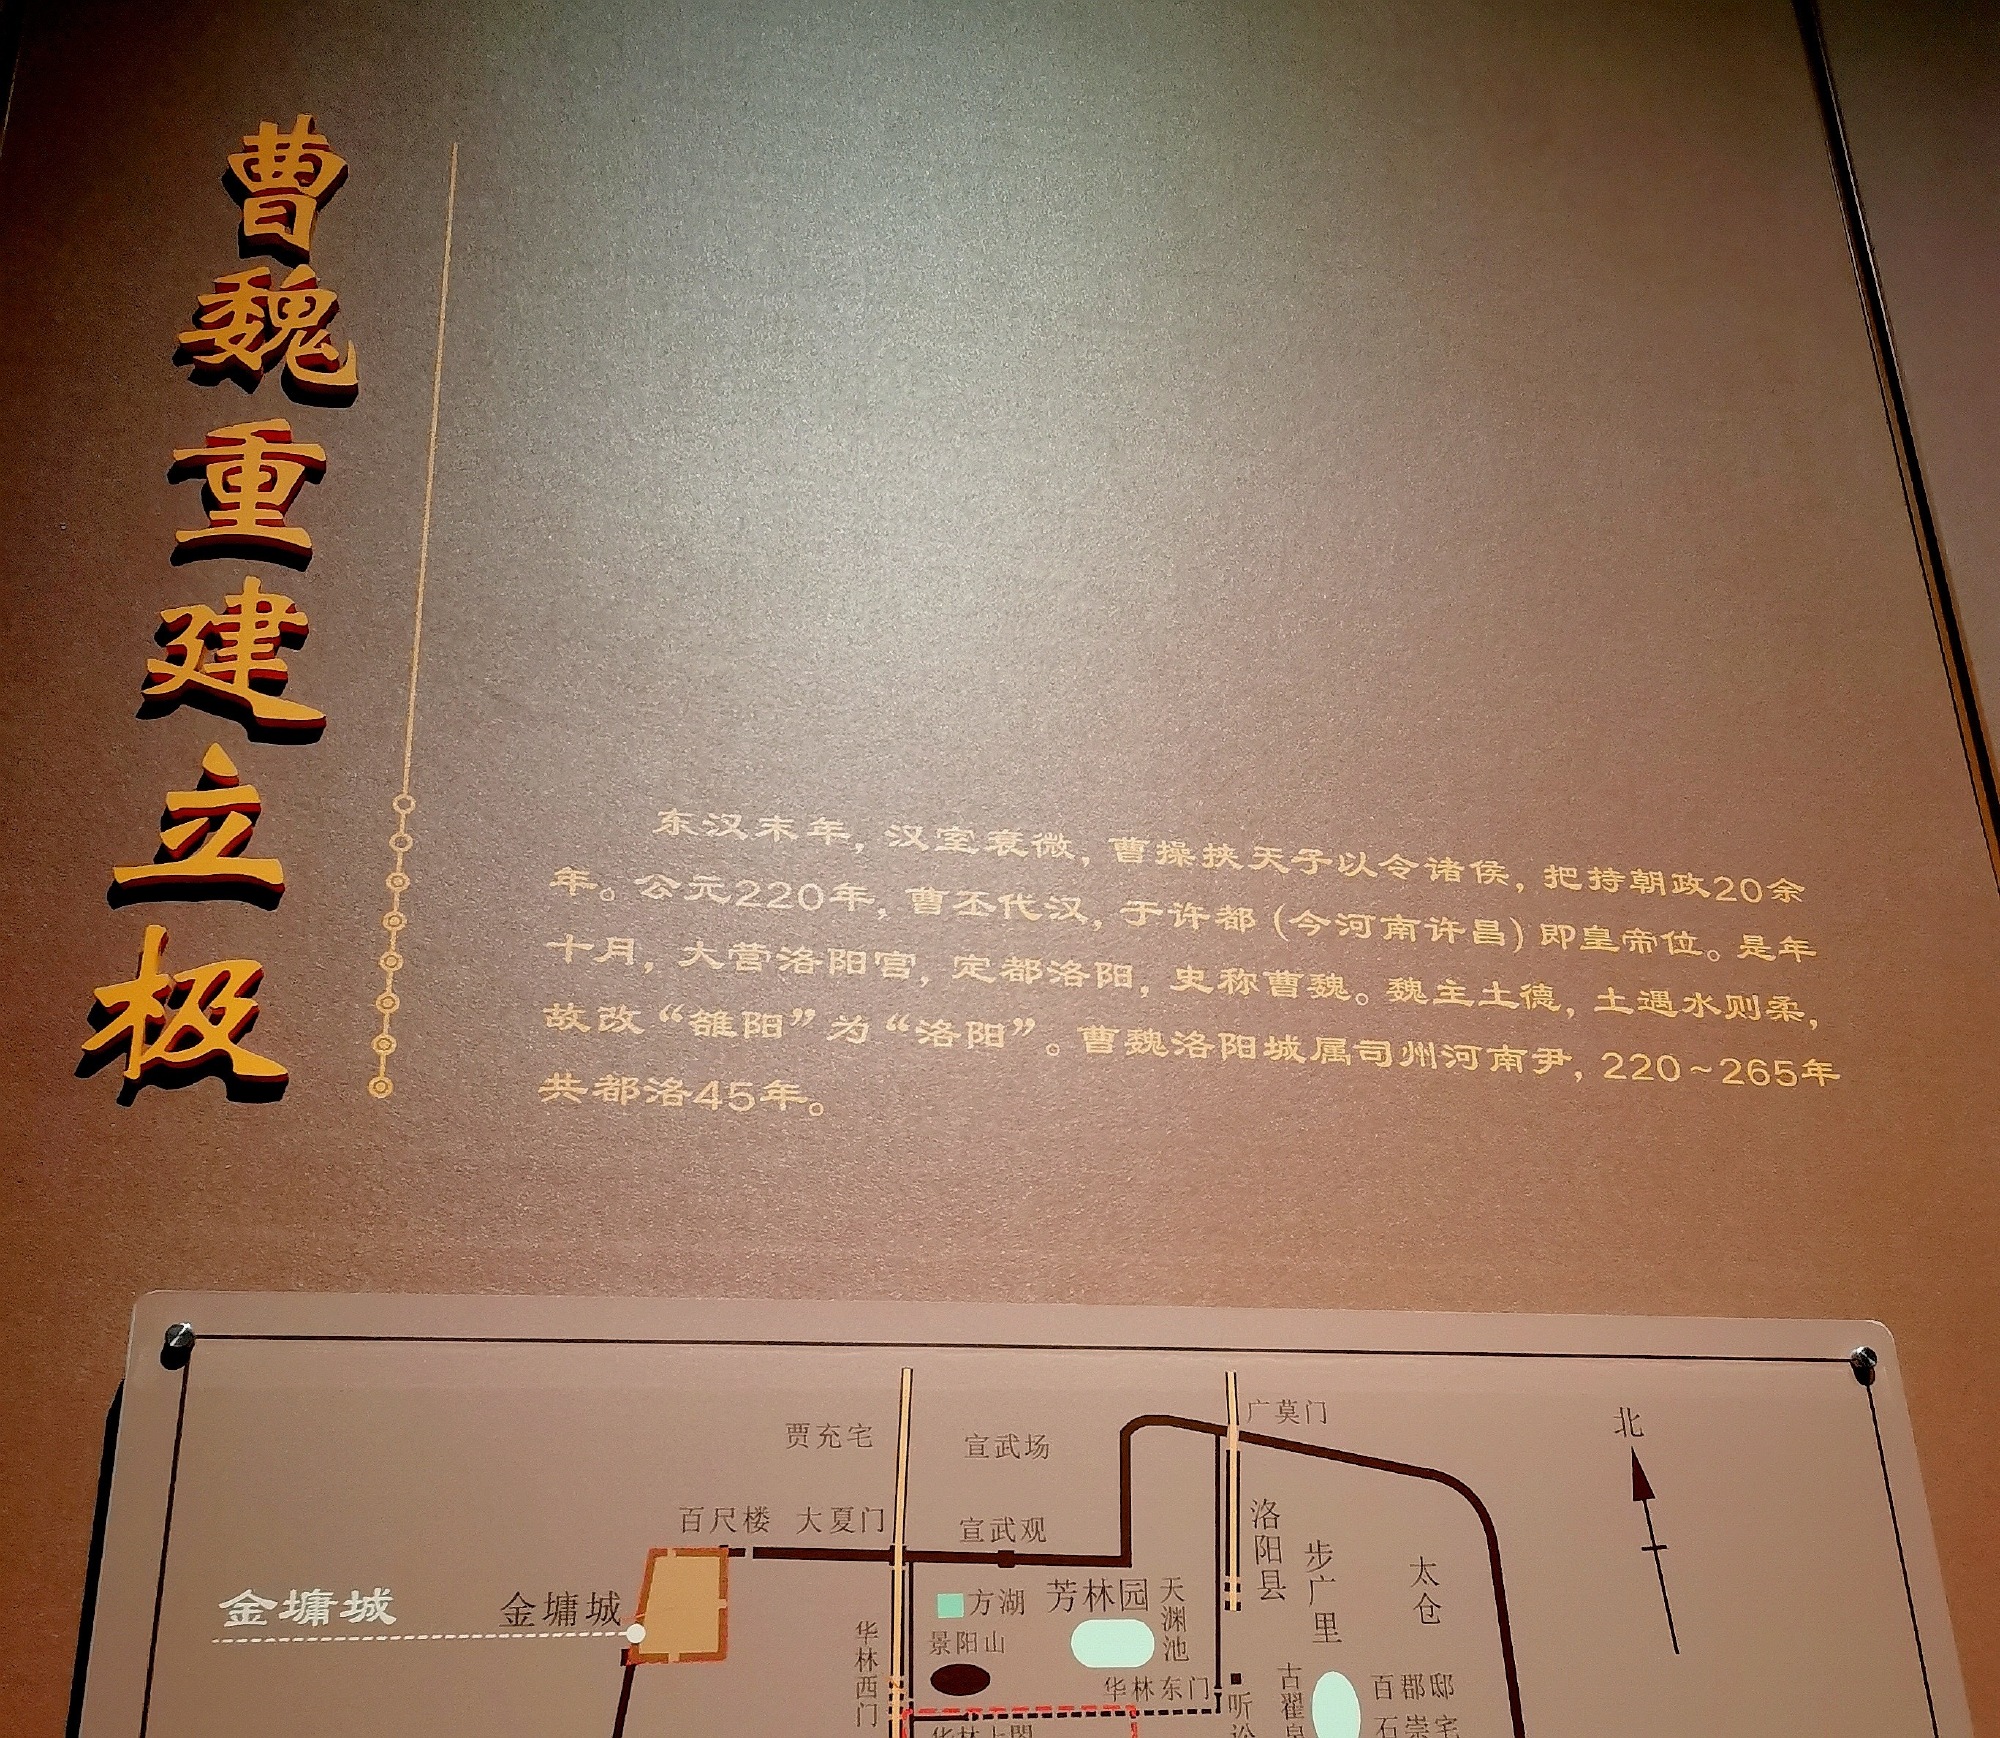 曹魏重建立极
东汉末年，汉室衰微，曹操挟天子以令诸侯，把持朝政20余
年。公元220年，曹丕代汉，于许都（今河南许昌）即皇帝位。是年
十月，大营洛阳宫，定都洛阳，史称曹魏。魏主土德，土遇水则柔，
故改“雒阳”为“洛阳”。曹魏洛阳城属司州河南尹，220~265年
共都洛45年。
广莫门
北
贾充宅
宣武场
百尺楼
大夏门
宣武观
洛阳县
步广里
太仓
金墉城
金墉城
方湖
芳林园
天渊池
景阳山
华林西门
华林东门
古翟泉
百郡邸
石崇宅
听讼